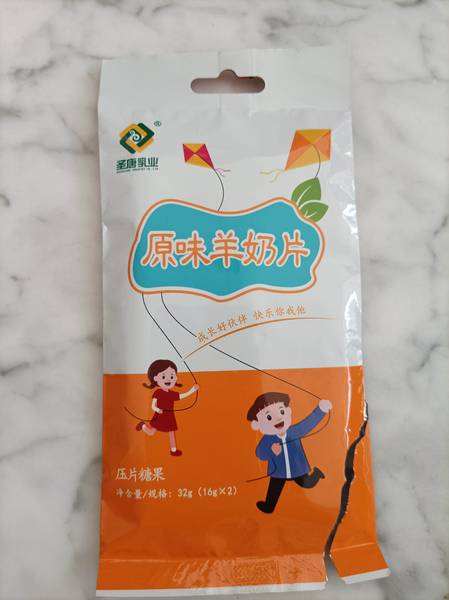 ®
圣唐乳业
原味羊奶片
成长好伙伴 快乐你我他
压片糖果
净含量/规格：32g（16g×2）